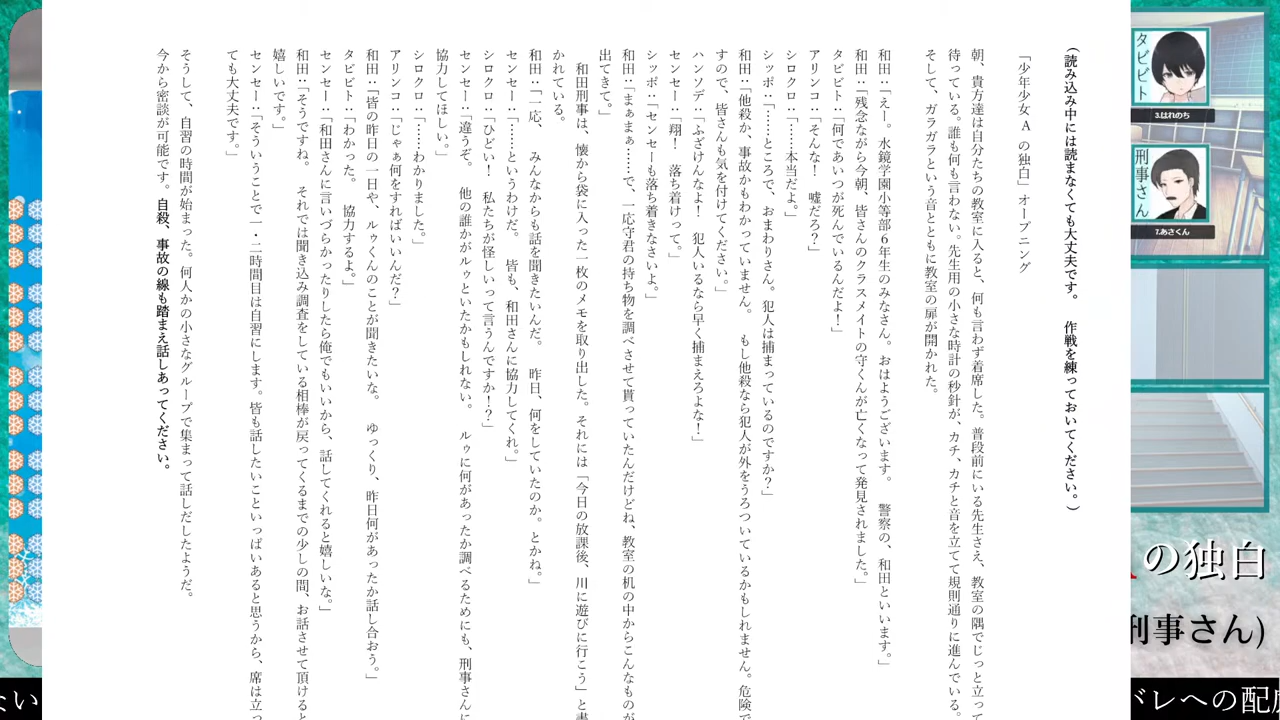 (読み込み中には読まなくても大丈夫です。　作戦を練っておいてください。)
「少年少女 A の独白」オープニング
朝、貴方達は自分たちの教室に入ると、何も言わず着席した。普段前にいる先生さえ、教室の隅でじっと立って
待っている。誰も何も言わない。先生用の小さな時計の秒針が、カチ、カチと音を立てて規則通りに進んでいる。
そして、ガラガラという音とともに教室の扉が開かれた。
和田：「えー。水鏡学園小等部6年生のみなさん。おはようございます。　警察の、和田といいます。」
和田：「残念ながら今朝、皆さんのクラスメイトの守くんが亡くなって発見されました。」
タビビト：「何であいつが死んでいるんだよ！」
アリンコ：「そんな！　嘘だろ？」
シロクロ：「……本当だよ。」
シッポ：「……ところで、おまわりさん。犯人は捕まっているのですか？」
和田：「他殺か、事故かもわかっていません。　もし他殺なら犯人が外をうろついているかもしれません。危険で
すので、皆さんも気を付けてください。」
ハンンデ：「ふざけんなよ！　犯人いるなら早く捕まえろよな！」
センセー：「翔！　落ち着けって。」
シッポ：「センセーも落ち着きなさいよ。」
和田：「まぁまぁ……で、一応守君の持ち物を調べさせて貰っていたんだけどね、教室の机の中からこんなものが
出てきて。」
和田刑事は、懐から袋に入った一枚のメモを取り出した。それには「今日の放課後、川に遊びに行こう」と書
かれている。
和田：「一応、　みんなからも話を聞きたいんだ。　昨日、何をしていたのか。とかね。」
センセー：「……というわけだ。　皆も、和田さんに協力してくれ。」
シロクロ：「ひどい！　私たちが怪しいって言うんですか！？」
センセー：「違うぞ。　他の誰かがルゥといたかもしれない。　ルゥに何があったか調べるためにも、刑事さんに
協力してほしい。」
シロクロ：「……わかりました。」
アリンコ：「じゃぁ何をすればいいんだ？」
和田：「皆の昨日の一日や、ルゥくんのことが聞きたいな。　ゆっくり、昨日何があったか話し合おう。」
タビビト：「わかった。　協力するよ。」
センセー：「和田さんに言いづらかったりしたら俺でもいいから、話してくれると嬉しいな。」
和田：「そうですね。　それでは聞き込み調査をしている相棒が戻ってくるまでの少しの間、お話させて頂けると
嬉しいです。」
センセー：「そういうことで一・二時間目は自習にします。皆も話したいこといっぱいあると思うから、席は立っ
ても大丈夫です。」
そうして、自習の時間が始まった。何人かの小さなグループで集まって話しだしたようだ。
今から密談が可能です。自殺、事故の線も踏まえ話しあってください。
タビビト
3.はれのち
刑事さん
7.あさくん
の独白
刑事さん)
ない
バレへの配